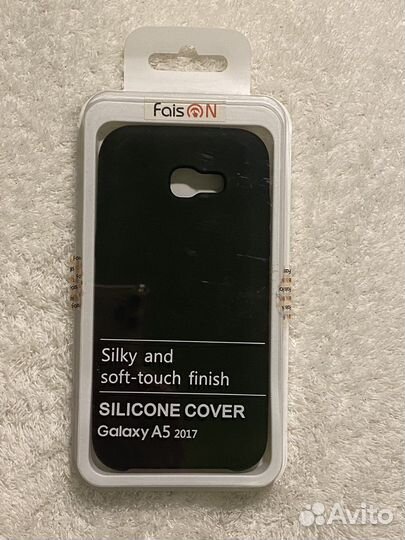 FaisON
Silky and
soft-touch finish
SILICONE COVER
Galaxy A5 2017
Avito